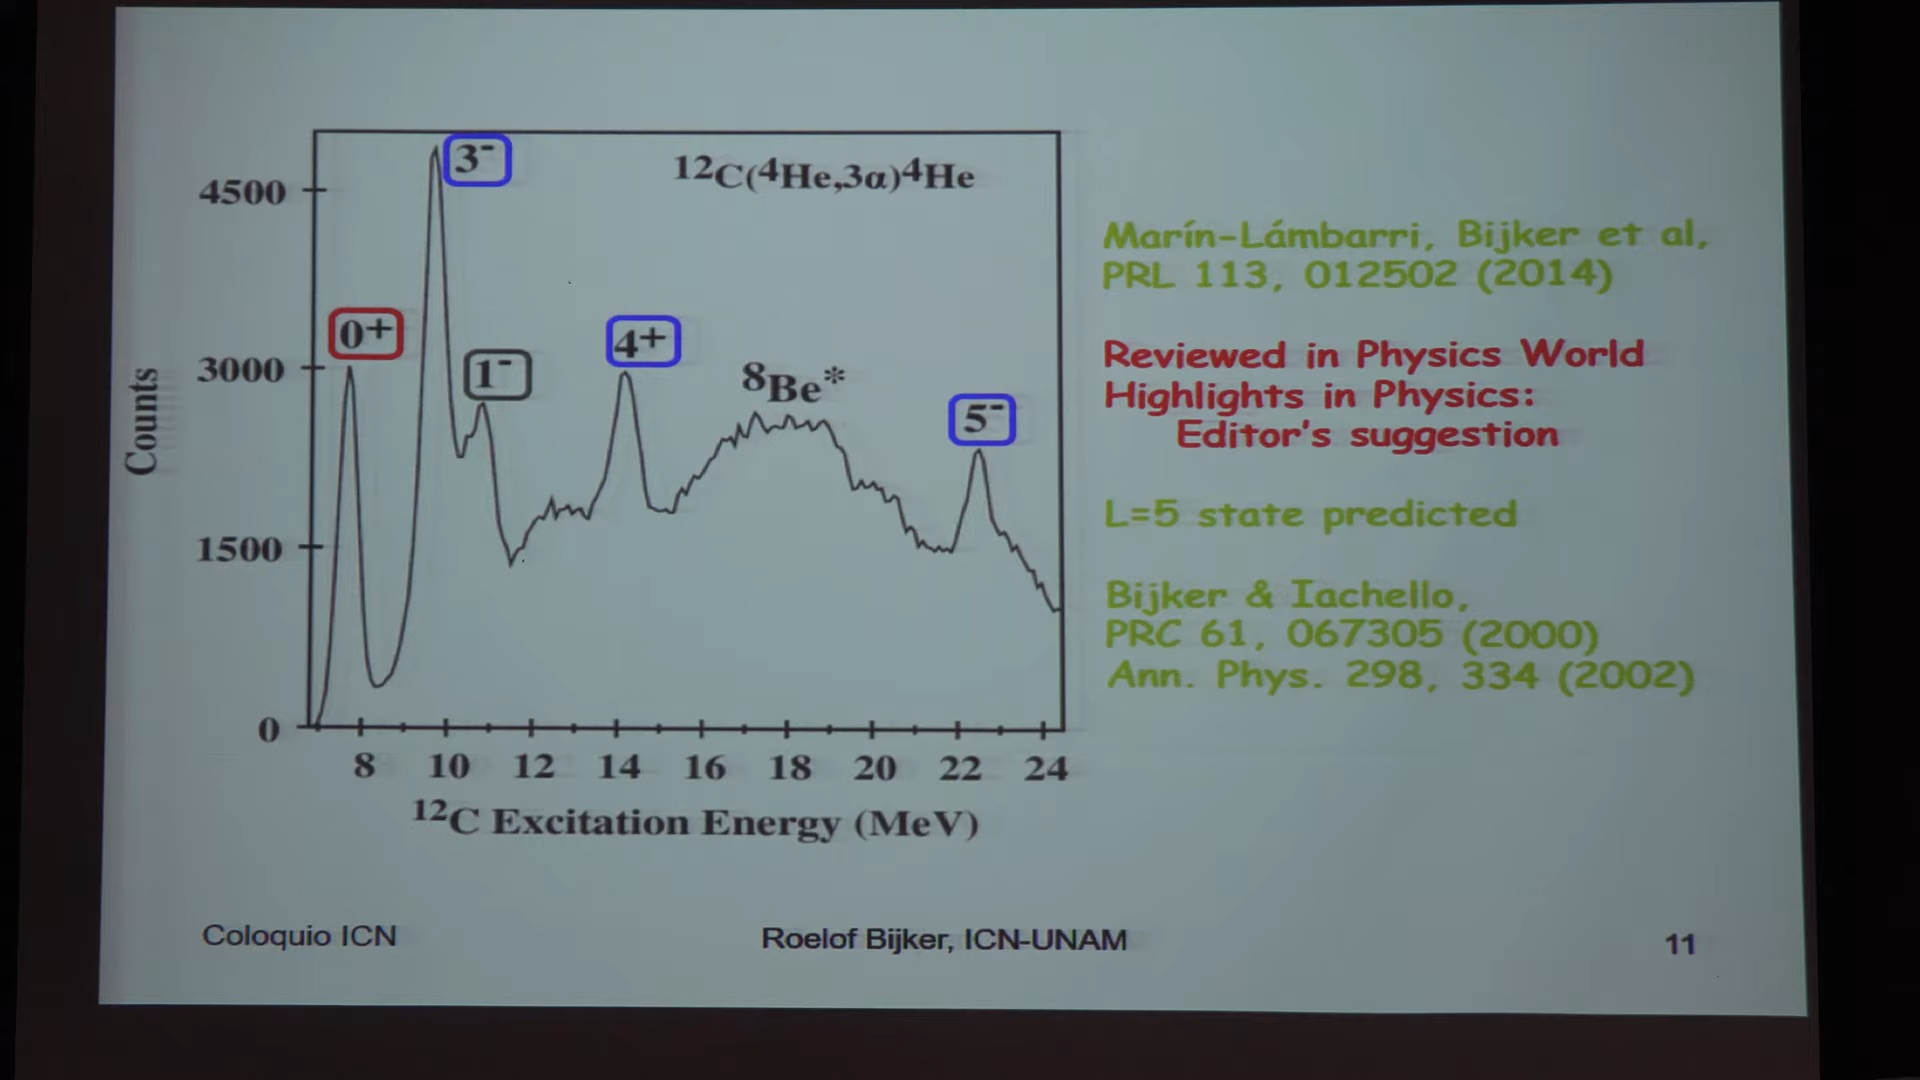 3⁻
¹²C(⁴He,3α)⁴He
4500
0⁺
4⁺
3000
1⁻
⁸Be*
5⁻
Counts
1500
0
8 10 12 14 16 18 20 22 24
¹²C Excitation Energy (MeV)
Marín-Lámbarri, Bijker et al,
PRL 113, 012502 (2014)
Reviewed in Physics World
Highlights in Physics:
Editor's suggestion
L=5 state predicted
Bijker & Iachello,
PRC 61, 067305 (2000)
Ann. Phys. 298, 334 (2002)
Coloquio ICN
Roelof Bijker, ICN-UNAM
11